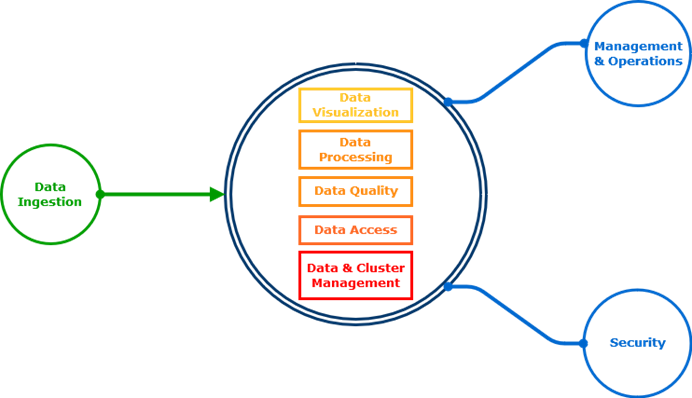 Data
Ingestion
Data
Visualization
Data
Processing
Data Quality
Data Access
Data & Cluster
Management
Management
& Operations
Security